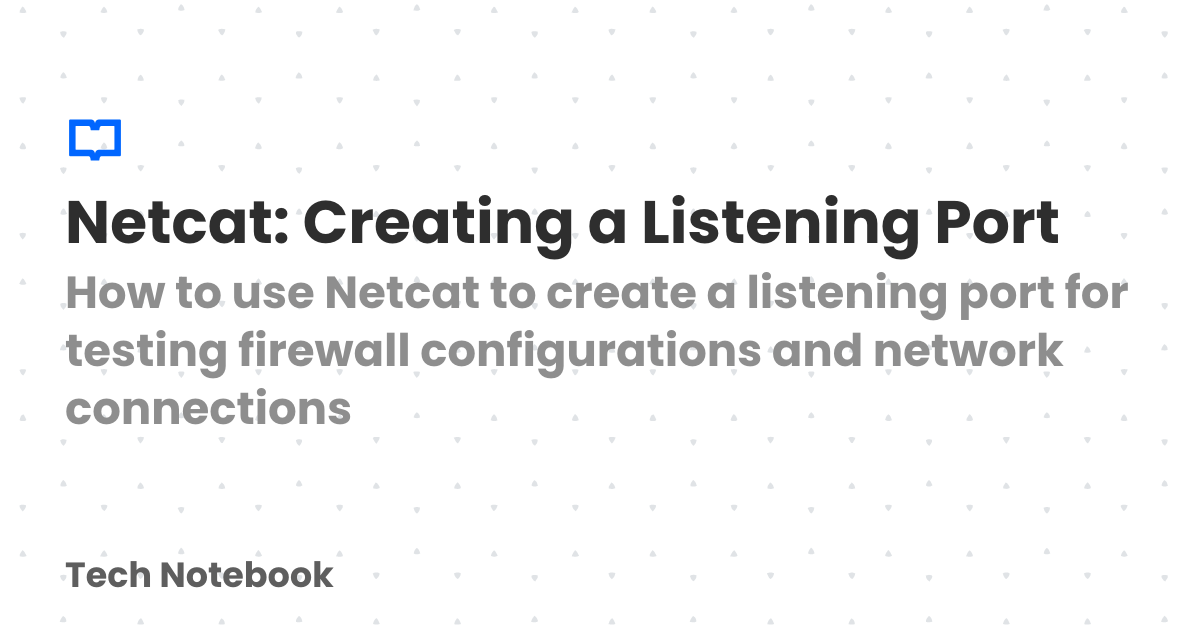 Netcat: Creating a Listening Port
How to use Netcat to create a listening port for
testing firewall configurations and network
connections
Tech Notebook